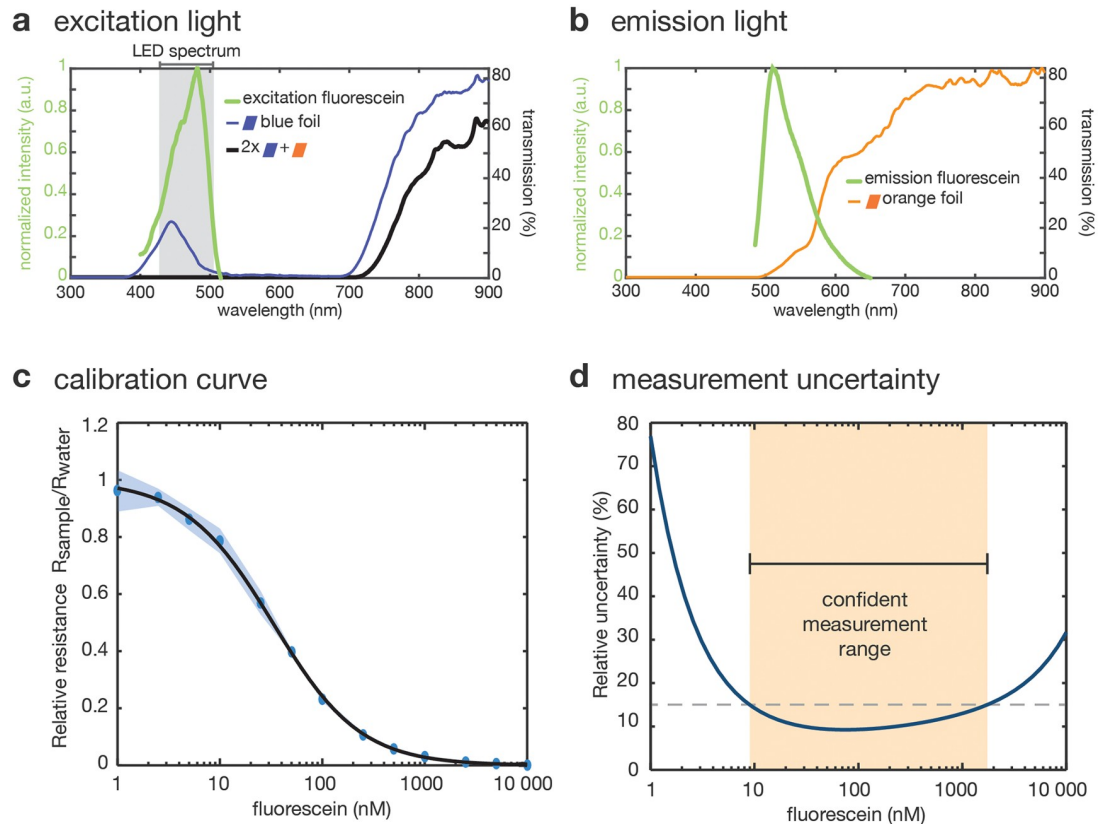 a excitation light
LED spectrum
1
0.8
0.6
0.4
0.2
0
normalized intensity (a.u.)
excitation fluorescein
blue foil
2x + 
80
60
40
20
0
transmission (%)
300 400 500 600 700 800 900
wavelength (nm)
b emission light
1
0.8
0.6
0.4
0.2
0
normalized intensity (a.u.)
emission fluorescein
orange foil
80
60
40
20
0
transmission (%)
300 400 500 600 700 800 900
wavelength (nm)
c calibration curve
1.2
1
0.8
0.6
0.4
0.2
0
Relative resistance Rsample/Rwater
1 10 100 1000 10 000
fluorescein (nM)
d measurement uncertainty
80
70
60
50
40
30
20
10
0
Relative uncertainty (%)
confident
measurement
range
1 10 100 1000 10 000
fluorescein (nM)